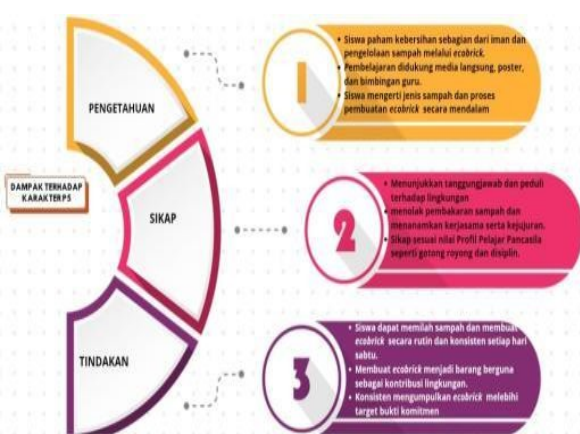 DAMPAK TERHADAP
KARAKTER PS
PENGETAHUAN
SIKAP
TINDAKAN
1
• Siswa paham kebersihan sebagian dari iman dan
pengelolaan sampah melalui ecobrick.
• Pembelajaran didukung media langsung, poster,
dan bimbingan guru.
• Siswa mengerti jenis sampah dan proses
pembuatan ecobrick secara mendalam
2
• Menunjukkan tanggungjawab dan peduli
terhadap lingkungan
• menolak pembakaran sampah dan
menanamkan kerjasama serta kejujuran.
• Sikap sesuai nilai Profil Pelajar Pancasila
seperti gotong royong dan disiplin.
3
• Siswa dapat memilah sampah dan membuat
ecobrick secara rutin dan konsisten setiap hari
sabtu.
• Membuat ecobrick menjadi barang berguna
sebagai kontribusi lingkungan.
• Konsisten mengumpulkan ecobrick melebihi
target bukti komitmen